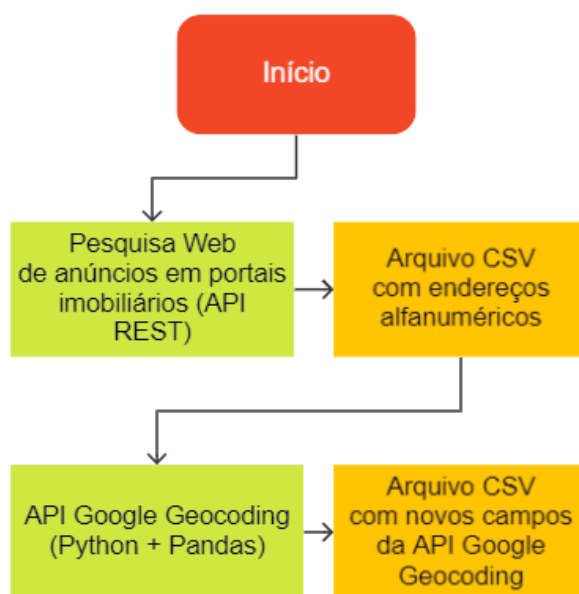 Início
Pesquisa Web
de anúncios em portais
imobiliários (API
REST)
Arquivo CSV
com endereços
alfanuméricos
API Google Geocoding
(Python + Pandas)
Arquivo CSV
com novos campos
da API Google
Geocoding